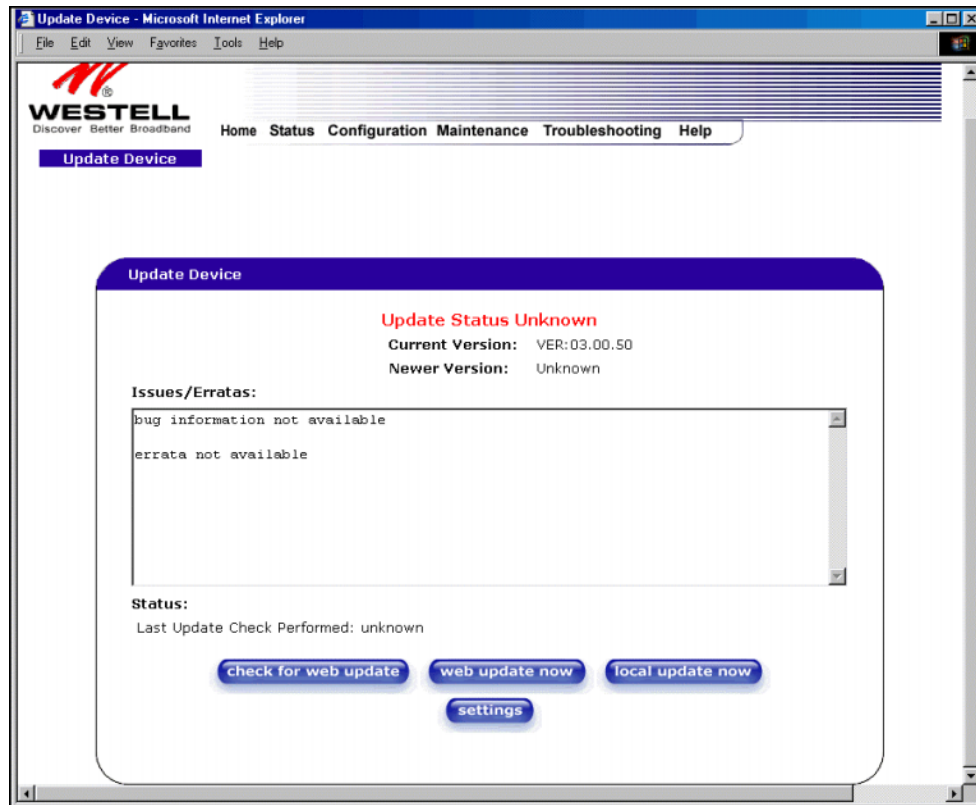 Update Device - Microsoft Internet Explorer
File Edit View Favorites Tools Help
WESTELL ®
Discover Better Broadband
Home Status Configuration Maintenance Troubleshooting Help
Update Device
Update Device
Update Status Unknown
Current Version: VER:03.00.50
Newer Version: Unknown
Issues/Erratas:
bug information not available
errata not available
Status:
Last Update Check Performed: unknown
check for web update web update now local update now
settings